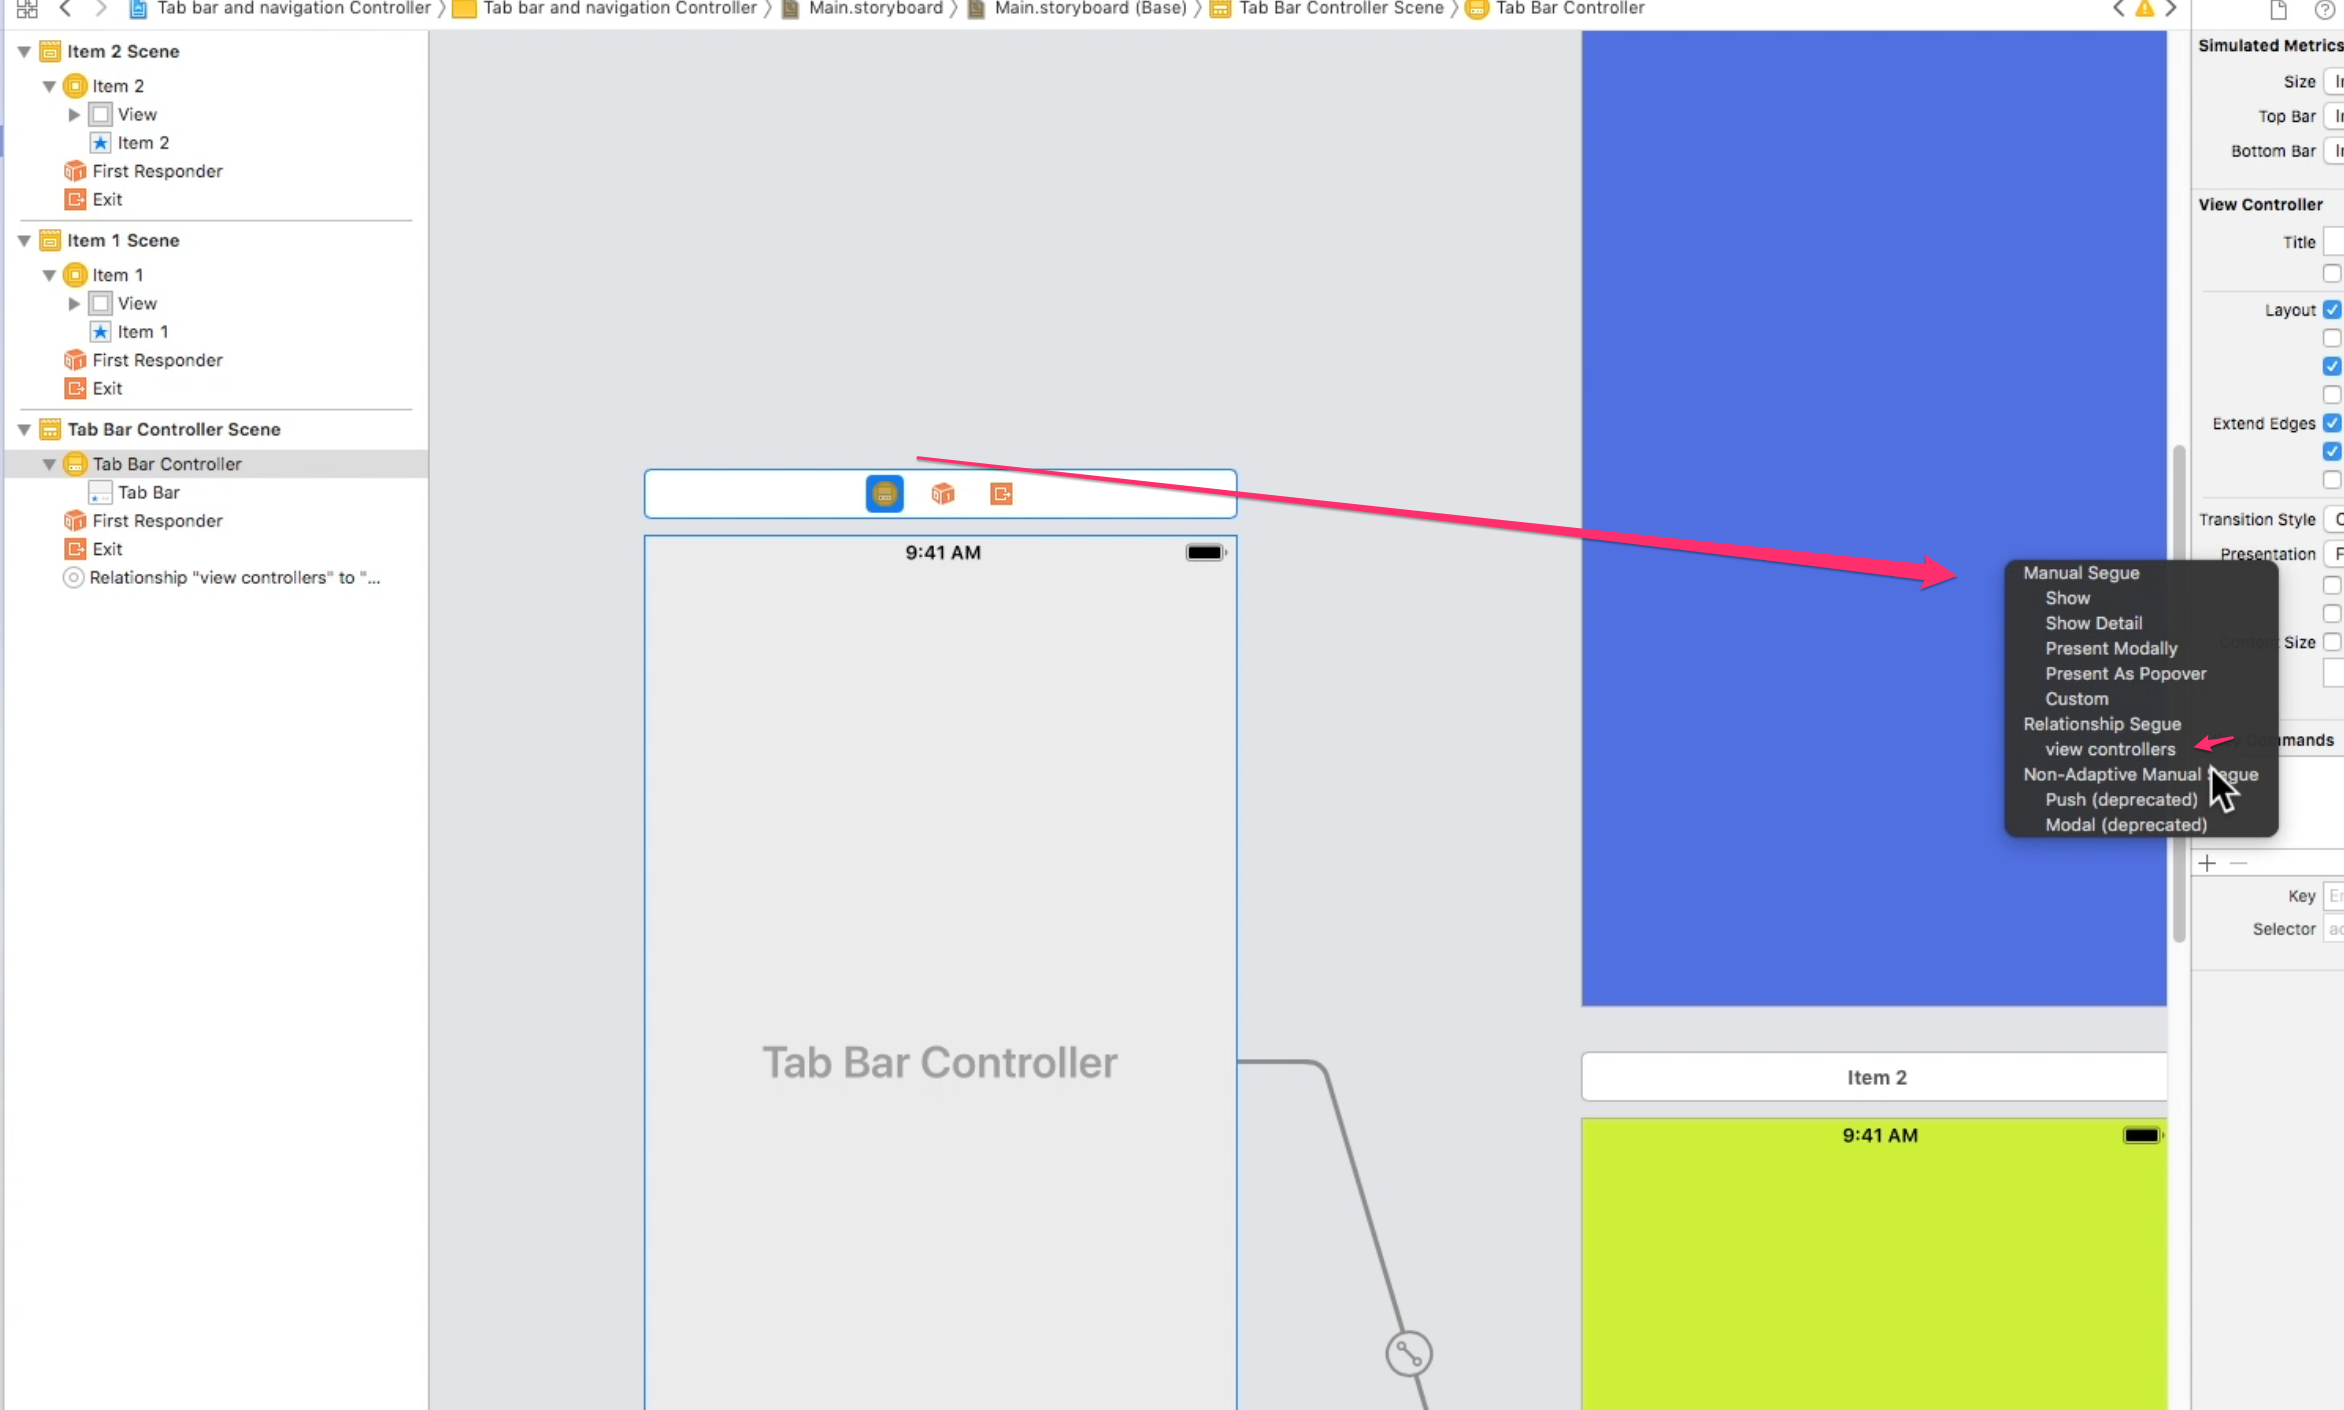 Tab bar and navigation Controller
Tab bar and navigation Controller
Main.storyboard
Main.storyboard (Base)
Tab Bar Controller Scene
Tab Bar Controller
Item 2 Scene
Item 2
View
Item 2
First Responder
Exit
Item 1 Scene
Item 1
View
Item 1
First Responder
Exit
Tab Bar Controller Scene
Tab Bar Controller
Tab Bar
First Responder
Exit
Relationship "view controllers" to "...
9:41 AM
Tab Bar Controller
Item 2
9:41 AM
Manual Segue
Show
Show Detail
Present Modally
Present As Popover
Custom
Relationship Segue
view controllers
Non-Adaptive Manual Segue
Push (deprecated)
Modal (deprecated)
Simulated Metrics
Size
Top Bar
Bottom Bar
View Controller
Title
Layout
Extend Edges
Transition Style
Presentation
Size
Key
Selector